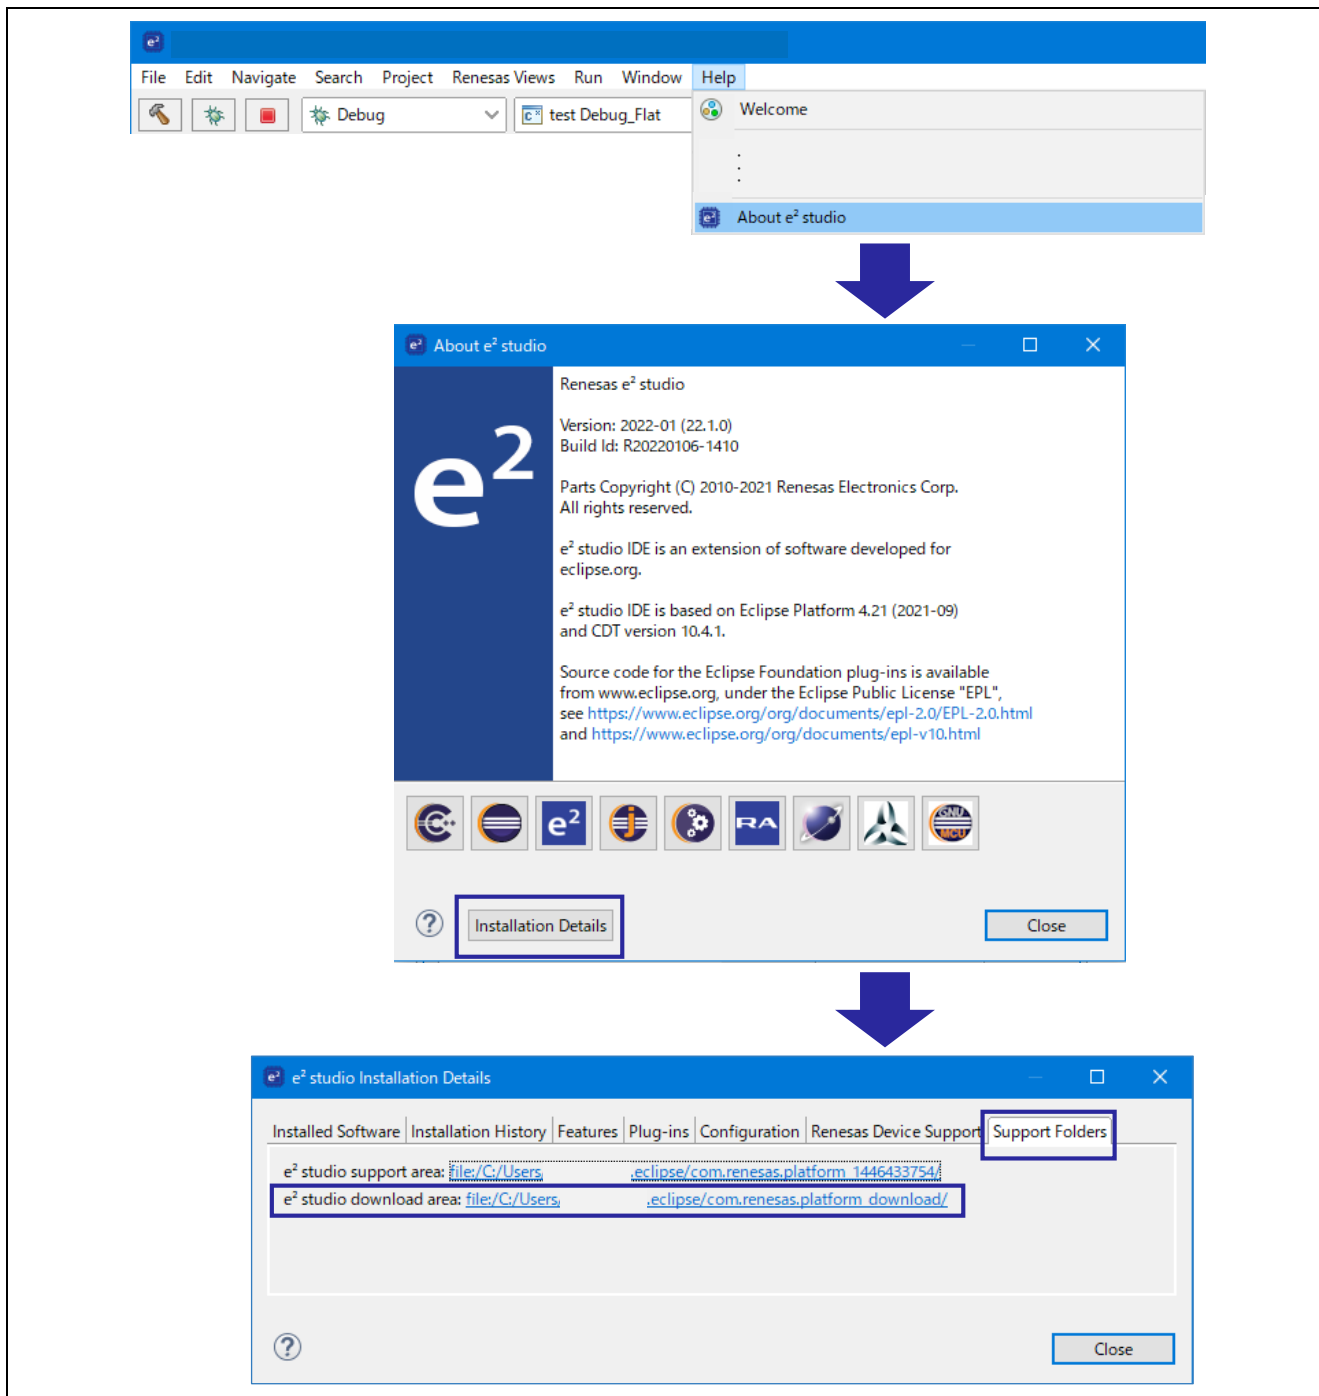 e²
File Edit Navigate Search Project Renesas Views Run Window Help
Debug
test Debug_Flat
Welcome
.
.
.
e² About e² studio
e² About e² studio
e²
Renesas e² studio
Version: 2022-01 (22.1.0)
Build Id: R20220106-1410
Parts Copyright (C) 2010-2021 Renesas Electronics Corp.
All rights reserved.
e² studio IDE is an extension of software developed for
eclipse.org.
e² studio IDE is based on Eclipse Platform 4.21 (2021-09)
and CDT version 10.4.1.
Source code for the Eclipse Foundation plug-ins is available
from www.eclipse.org, under the Eclipse Public License "EPL",
see https://www.eclipse.org/org/documents/epl-2.0/EPL-2.0.html
and https://www.eclipse.org/org/documents/epl-v10.html
C++ e² j RA GNU MCU
? Installation Details Close
e² e² studio Installation Details
Installed Software Installation History Features Plug-ins Configuration Renesas Device Support Support Folders
e² studio support area: file:/C:/Users/ .eclipse/com.renesas.platform_1446433754/
e² studio download area: file:/C:/Users/ .eclipse/com.renesas.platform_download/
? Close